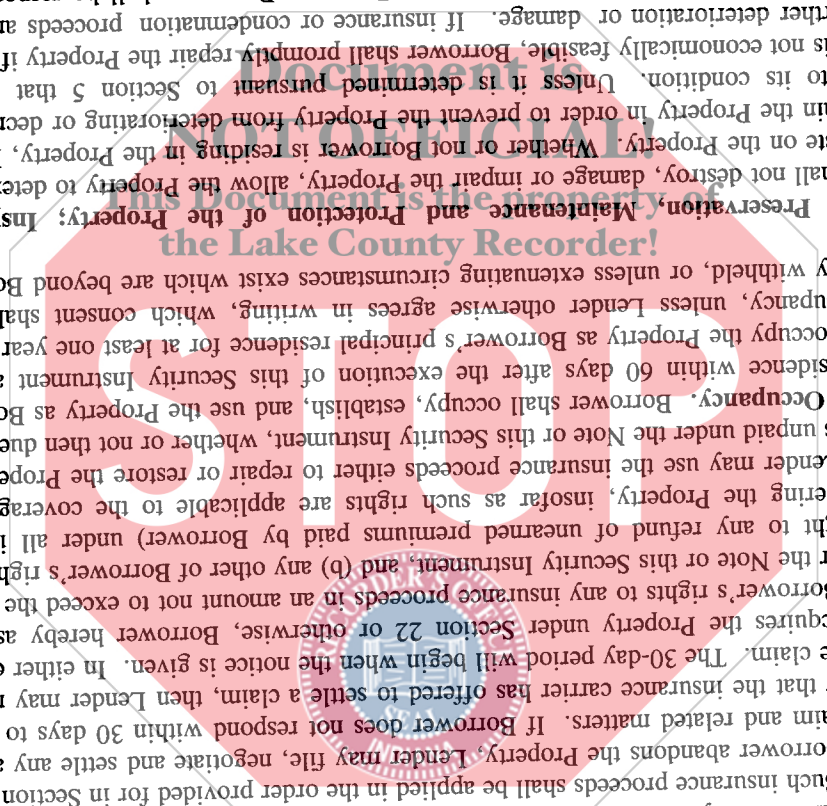 uch insurance proceeds shall be applied in the order provided for in Section
orrower abandons the Property, Lender may file, negotiate and settle any
aim and related matters. If Borrower does not respond within 30 days to
that the insurance carrier has offered to settle a claim, then Lender may
e claim. The 30-day period will begin when the notice is given. In either
quires the Property under Section 22 or otherwise, Borrower hereby as
orrower's rights to any insurance proceeds in an amount not to exceed the
r the Note or this Security Instrument, and (b) any other of Borrower's righ
ht to any refund of unearned premiums paid by Borrower) under all i
ering the Property, insofar as such rights are applicable to the coverag
ender may use the insurance proceeds either to repair or restore the Prope
s unpaid under the Note or this Security Instrument, whether or not then due
Occupancy. Borrower shall occupy, establish, and use the Property as Bo
sidence within 60 days after the execution of this Security Instrument a
occupy the Property as Borrower's principal residence for at least one year
upancy, unless Lender otherwise agrees in writing, which consent shal
y withheld, or unless extenuating circumstances exist which are beyond Bo
Preservation, Maintenance and Protection of the Property; Insp
hall not destroy, damage or impair the Property, allow the Property to dete
te on the Property. Whether or not Borrower is residing in the Property,
in the Property in order to prevent the Property from deteriorating or decr
to its condition. Unless it is determined pursuant to Section 5 that
is not economically feasible, Borrower shall promptly repair the Property if
rther deterioration or damage. If insurance or condemnation proceeds ar
Document is
NOT OFFICIAL!
This Document is the property of
the Lake County Recorder!
STOP
SEAL
INDIANA